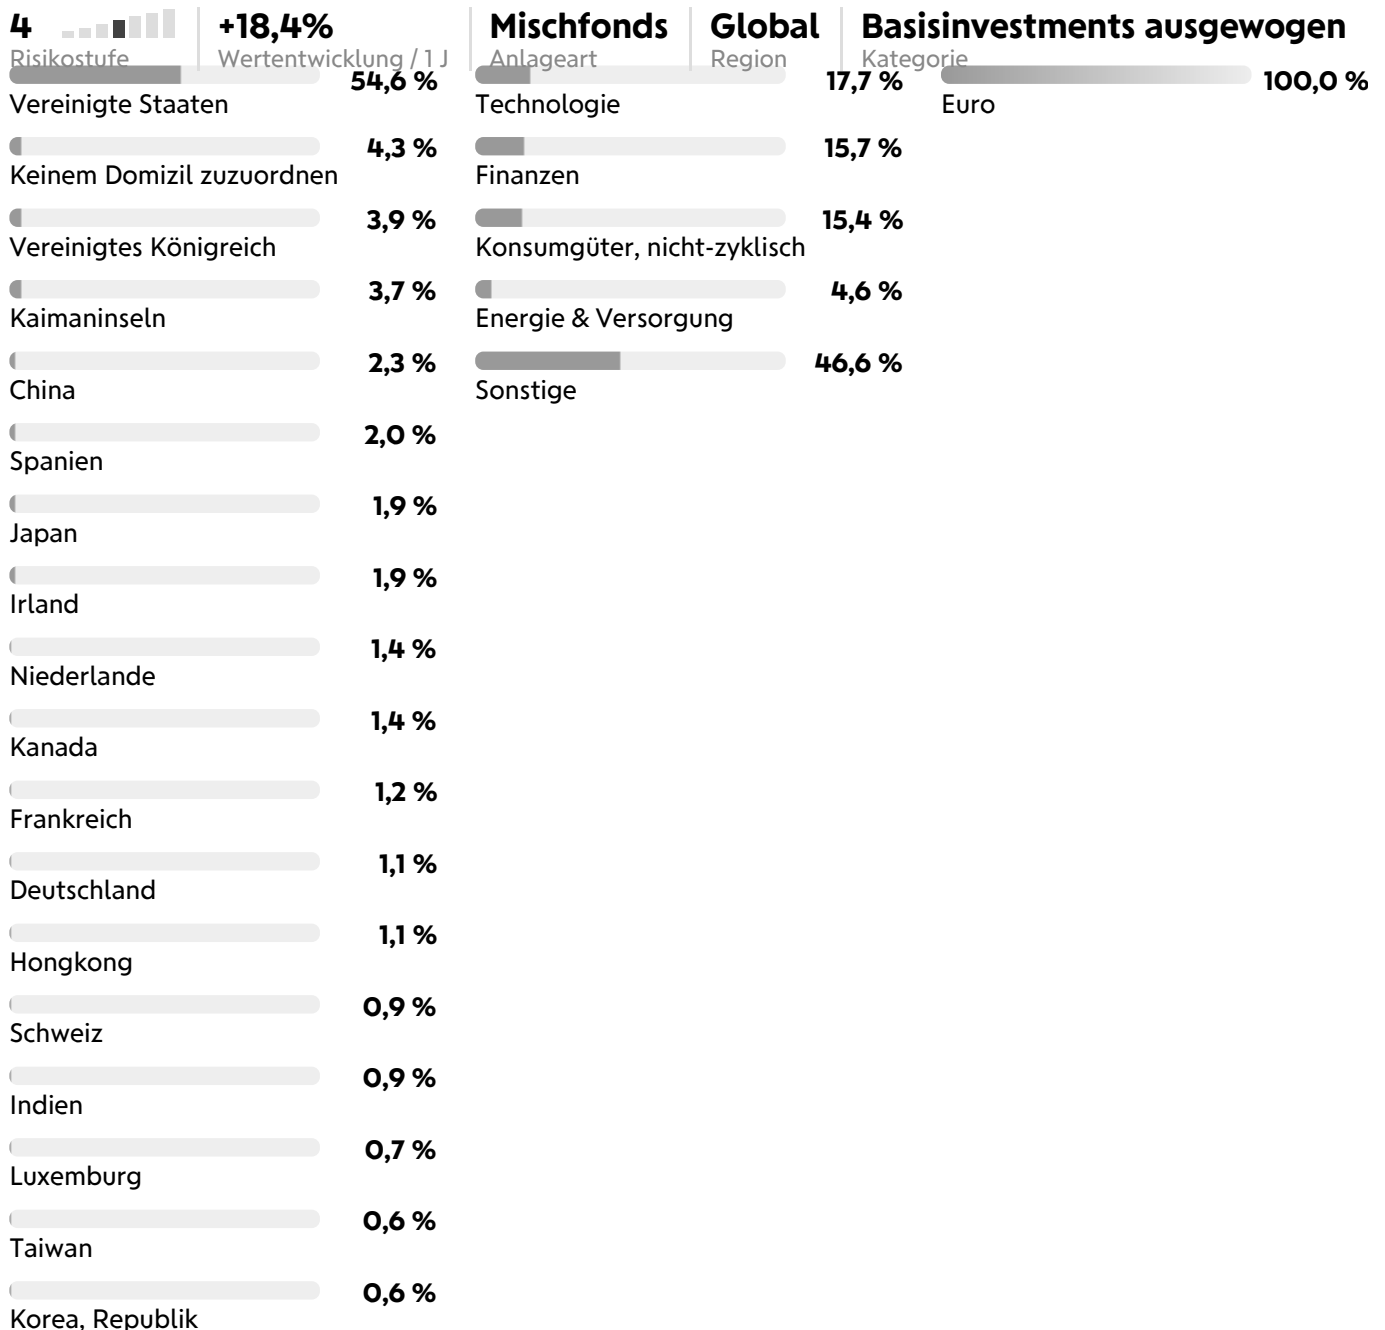 4
Risikostufe
+18,4%
Wertentwicklung / 1 J
Mischfonds
Anlageart
Global
Region
Basisinvestments ausgewogen
Kategorie
54,6 %
Vereinigte Staaten
4,3 %
Keinem Domizil zuzuordnen
3,9 %
Vereinigtes Königreich
3,7 %
Kaimaninseln
2,3 %
China
2,0 %
Spanien
1,9 %
Japan
1,9 %
Irland
1,4 %
Niederlande
1,4 %
Kanada
1,2 %
Frankreich
1,1 %
Deutschland
1,1 %
Hongkong
0,9 %
Schweiz
0,9 %
Indien
0,7 %
Luxemburg
0,6 %
Taiwan
0,6 %
Korea, Republik
17,7 %
Technologie
15,7 %
Finanzen
15,4 %
Konsumgüter, nicht-zyklisch
4,6 %
Energie & Versorgung
46,6 %
Sonstige
100,0 %
Euro